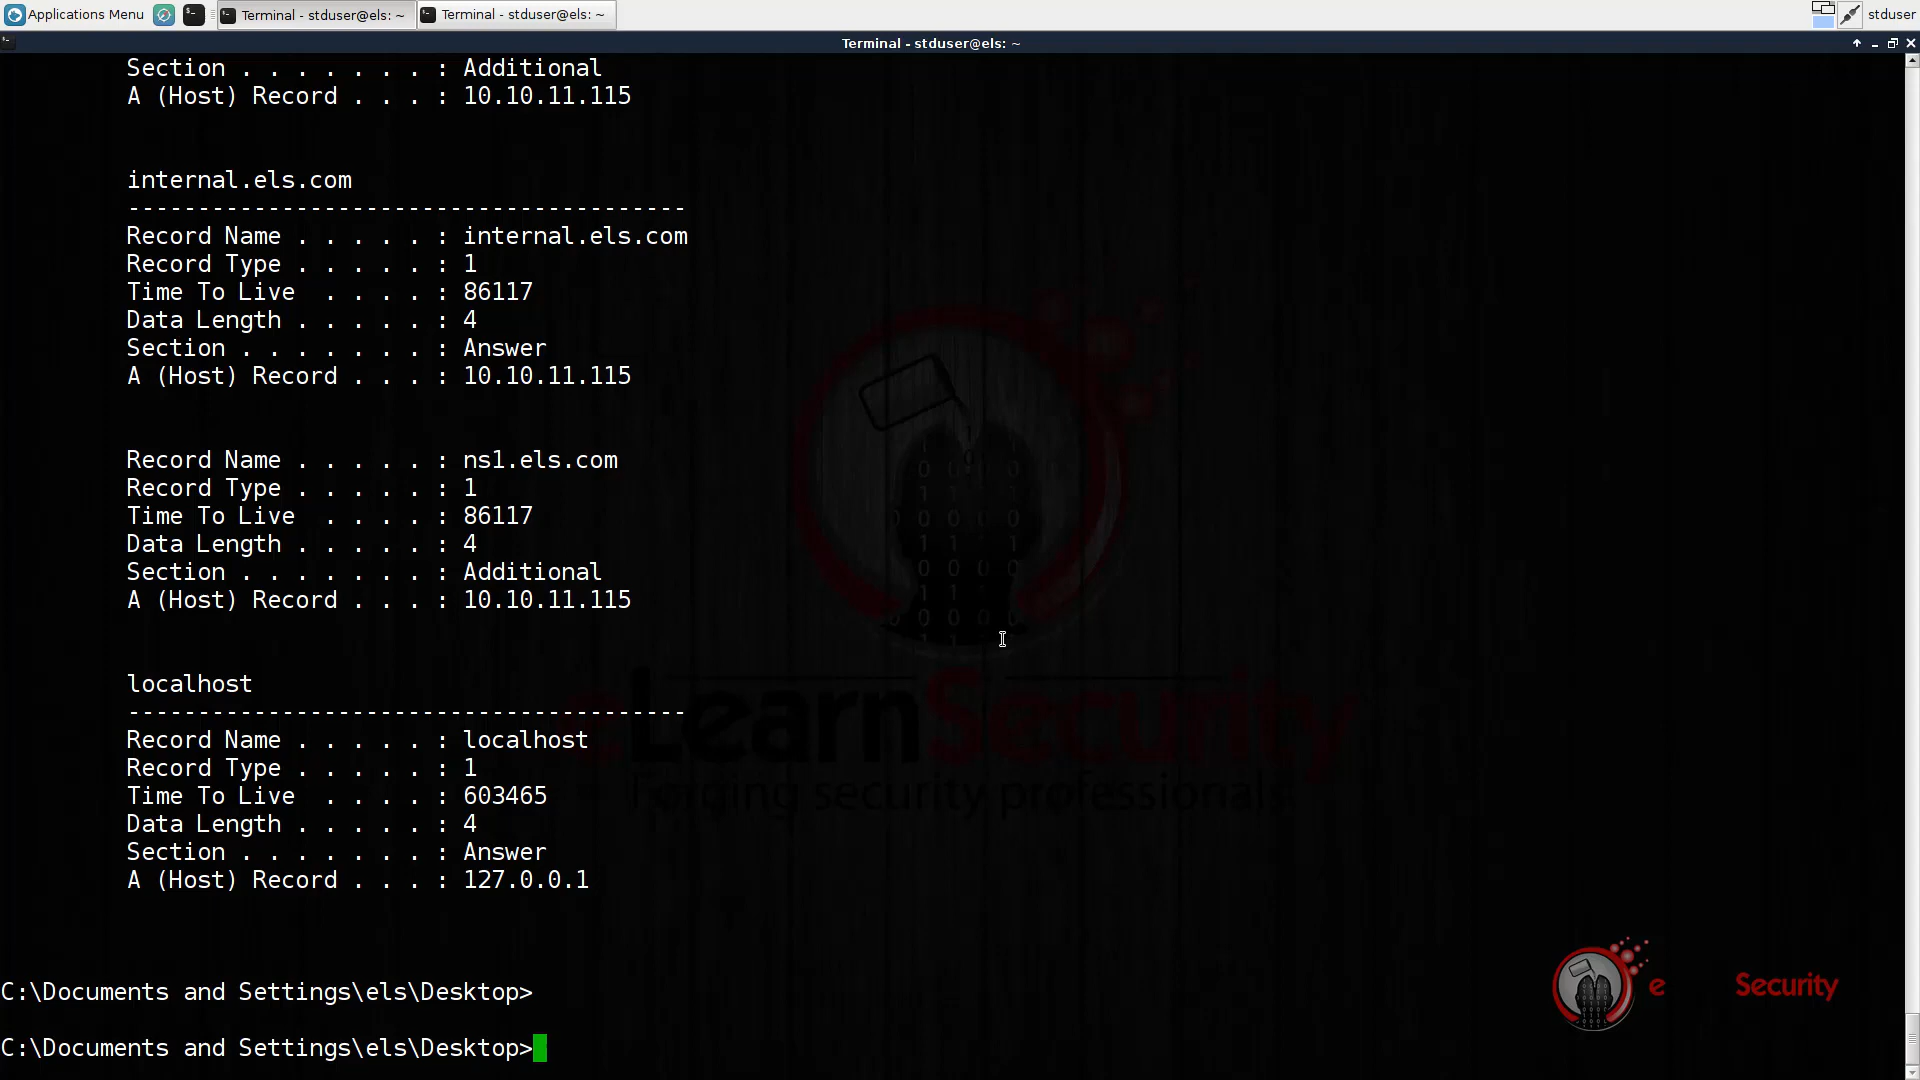 Applications Menu
Terminal - stduser@els: ~
Terminal - stduser@els: ~
stduser
Terminal - stduser@els: ~
Section . . . . . . . : Additional
A (Host) Record . . . : 10.10.11.115
internal.els.com
----------------------------------------
Record Name . . . . . : internal.els.com
Record Type . . . . . : 1
Time To Live  . . . . : 86117
Data Length . . . . . : 4
Section . . . . . . . : Answer
A (Host) Record . . . : 10.10.11.115
Record Name . . . . . : ns1.els.com
Record Type . . . . . : 1
Time To Live  . . . . : 86117
Data Length . . . . . : 4
Section . . . . . . . : Additional
A (Host) Record . . . : 10.10.11.115
localhost
----------------------------------------
Record Name . . . . . : localhost
Record Type . . . . . : 1
Time To Live  . . . . : 603465
Data Length . . . . . : 4
Section . . . . . . . : Answer
A (Host) Record . . . : 127.0.0.1
eLearnSecurity
Forging security professionals
C:\Documents and Settings\els\Desktop>
C:\Documents and Settings\els\Desktop>
e Security